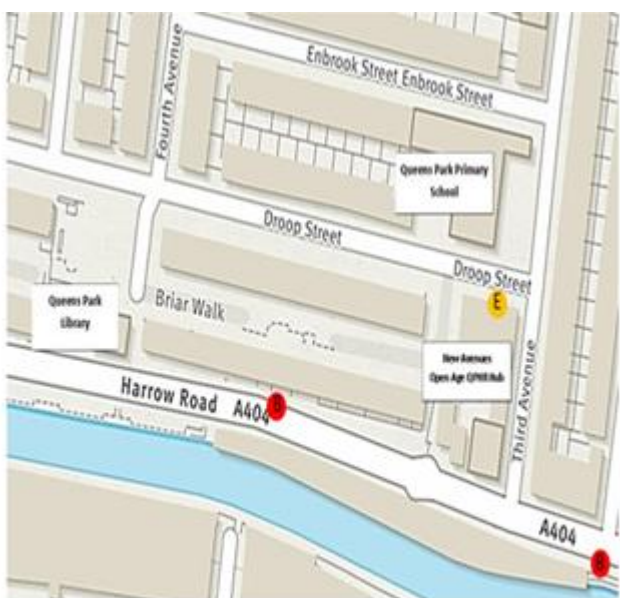 Enbrook Street Enbrook Street
Fourth Avenue
Queens Park Primary
School
Droop Street
Droop Street
E
Queens Park
Library
Briar Walk
New Avenues
Open Age
Hub
Third Avenue
Harrow Road
A404
B
A404
B